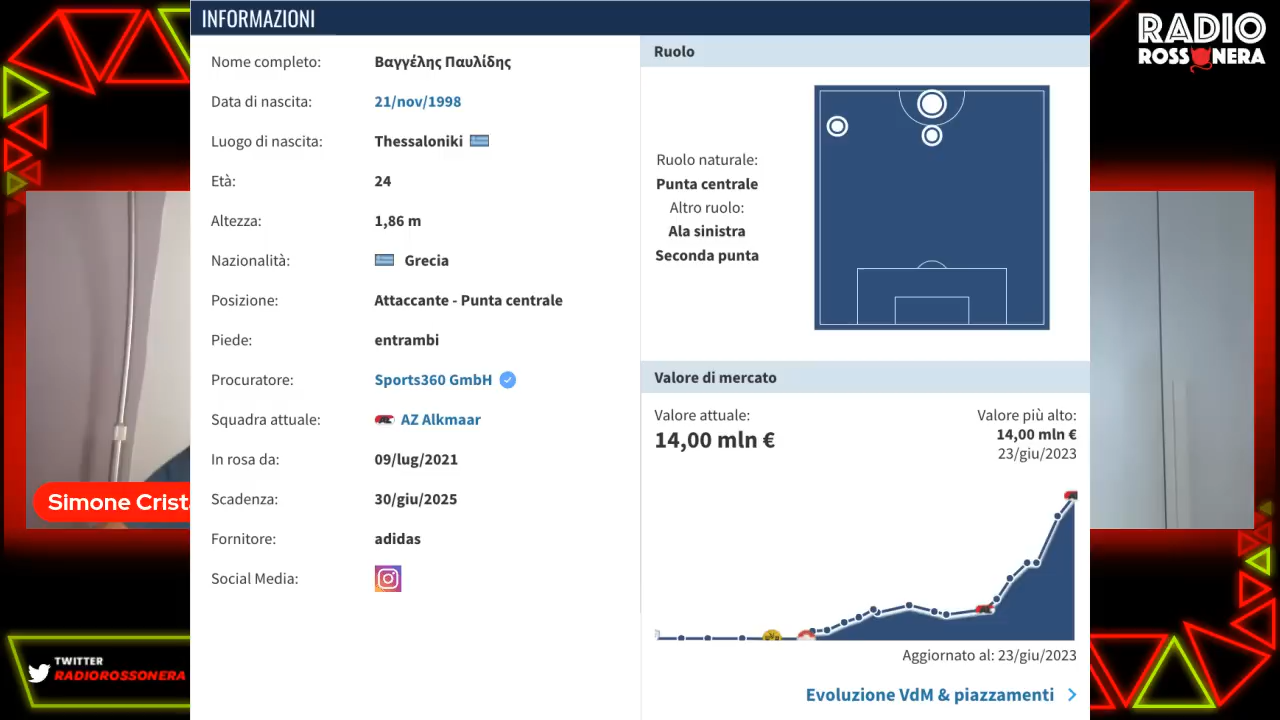 INFORMAZIONI
RADIO
ROSSONERA
Nome completo: Βαγγέλης Παυλίδης
Data di nascita: 21/nov/1998
Luogo di nascita: Thessaloniki
Età: 24
Altezza: 1,86 m
Nazionalità: Grecia
Posizione: Attaccante - Punta centrale
Piede: entrambi
Procuratore: Sports360 GmbH
Squadra attuale: AZ Alkmaar
In rosa da: 09/lug/2021
Scadenza: 30/giu/2025
Fornitore: adidas
Social Media:
Ruolo
Ruolo naturale:
Punta centrale
Altro ruolo:
Ala sinistra
Seconda punta
Valore di mercato
Valore attuale:
14,00 mln €
Valore più alto:
14,00 mln €
23/giu/2023
Aggiornato al: 23/giu/2023
Evoluzione VdM & piazzamenti
Simone Crista
TWITTER
RADIOROSSONERA